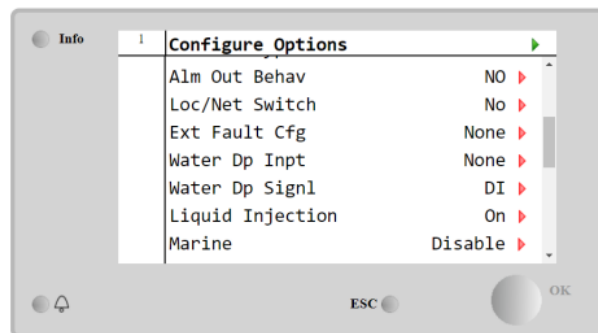 Info
1 Configure Options
Alm Out Behav NO
Loc/Net Switch No
Ext Fault Cfg None
Water Dp Inpt None
Water Dp Signl DI
Liquid Injection On
Marine Disable
ESC
OK